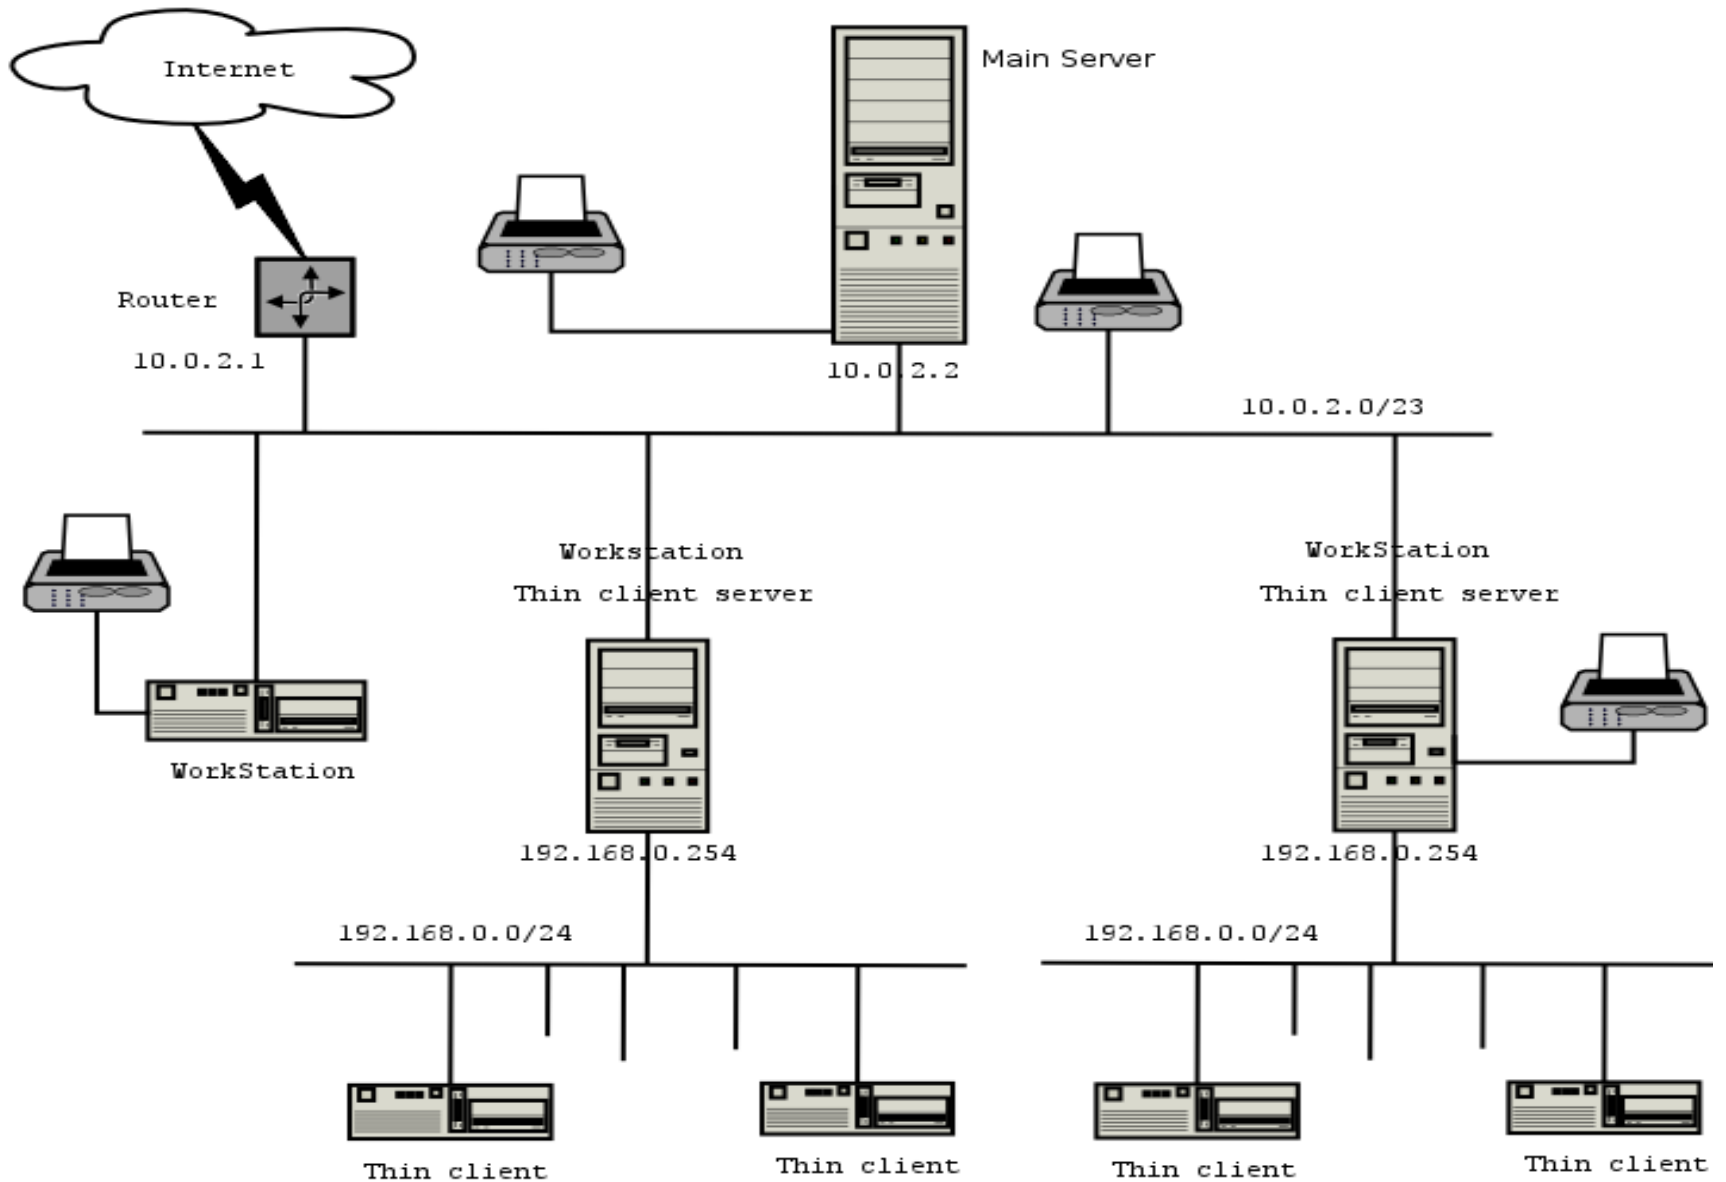 Internet
Main Server
Router
10.0.2.1
10.0.2.2
10.0.2.0/23
Workstation
Thin client server
WorkStation
Thin client server
WorkStation
192.168.0.254
192.168.0.254
192.168.0.0/24
192.168.0.0/24
Thin client
Thin client
Thin client
Thin client